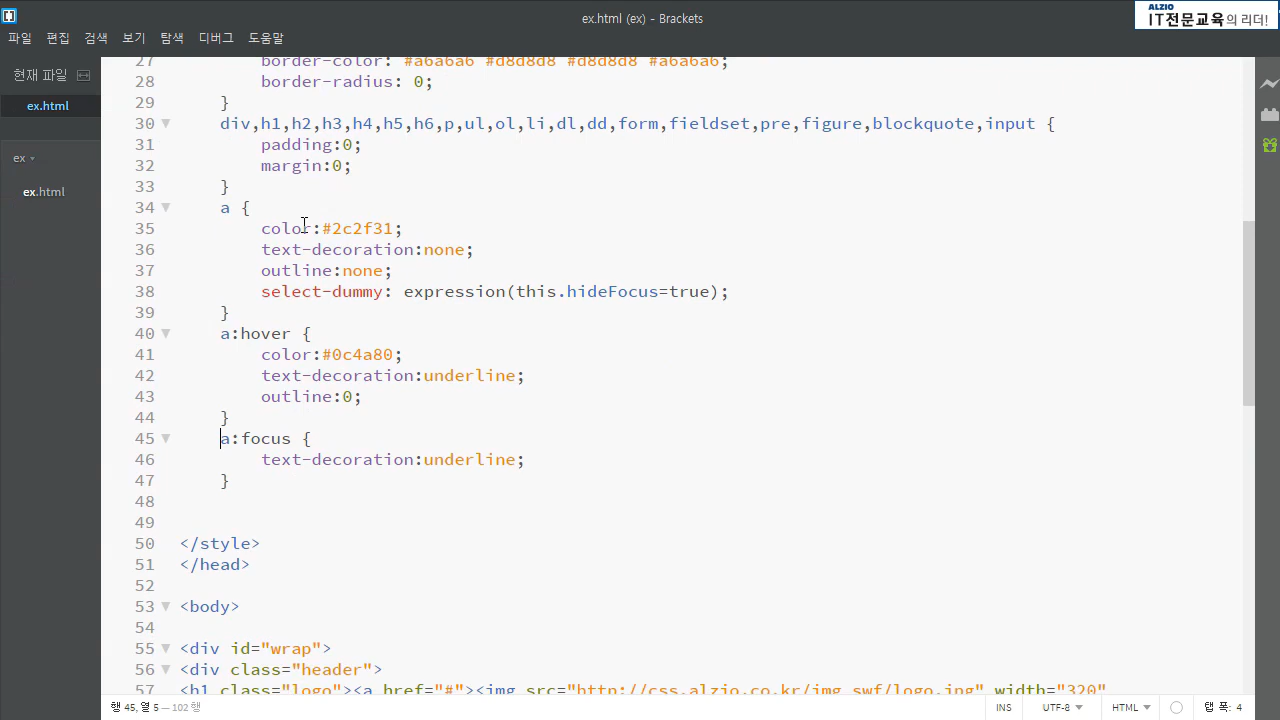 ex.html (ex) - Brackets
ALZIO
IT전문교육의 리더!
파일 편집 검색 보기 탐색 디버그 도움말
현재 파일
ex.html
ex
ex.html
27 border-color: #a6a6a6 #d8d8d8 #d8d8d8 #a6a6a6;
28 border-radius: 0;
29 }
30 div,h1,h2,h3,h4,h5,h6,p,ul,ol,li,dl,dd,form,fieldset,pre,figure,blockquote,input {
31 padding:0;
32 margin:0;
33 }
34 a {
35 color:#2c2f31;
36 text-decoration:none;
37 outline:none;
38 select-dummy: expression(this.hideFocus=true);
39 }
40 a:hover {
41 color:#0c4a80;
42 text-decoration:underline;
43 outline:0;
44 }
45 a:focus {
46 text-decoration:underline;
47 }
48
49
50 </style>
51 </head>
52
53 <body>
54
55 <div id="wrap">
56 <div class="header">
57 <h1 class="logo"><a href="#"><img src="http://css.alzio.co.kr/img_swf/logo.jpg" width="320"
행 45, 열 5 — 102 행
INS UTF-8 HTML 탭 폭: 4